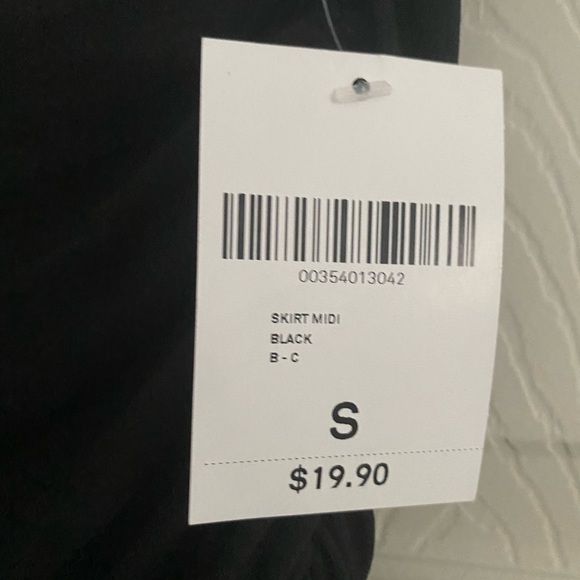 00354013042
SKIRT MIDI
BLACK
B - C
S
$19.90